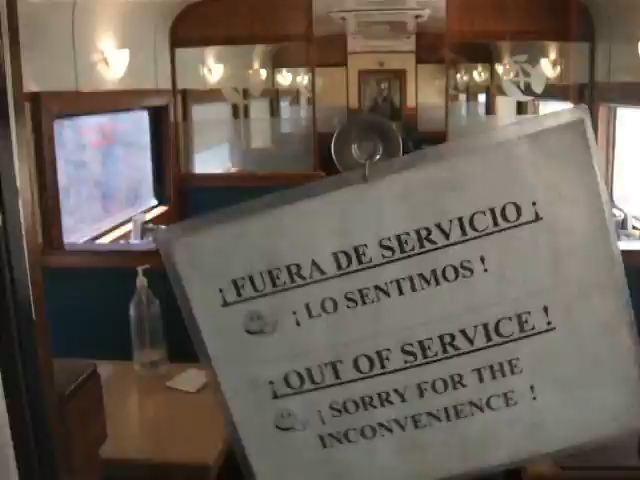 ¡FUERA DE SERVICIO¡
¡LO SENTIMOS!
¡OUT OF SERVICE!
¡SORRY FOR THE
INCONVENIENCE!